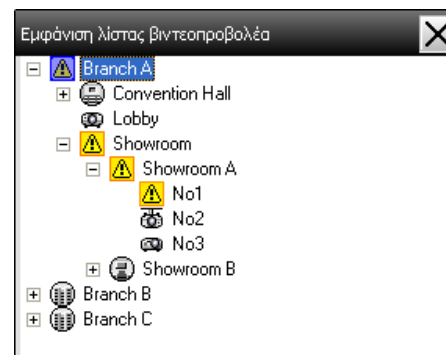 Εμφάνιση λίστας βιντεοπροβολέα
Branch A
Convention Hall
Lobby
Showroom
Showroom A
No1
No2
No3
Showroom B
Branch B
Branch C